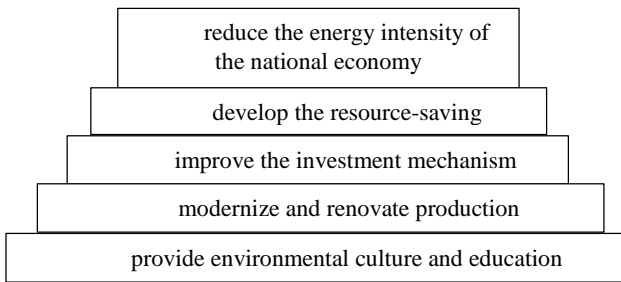 reduce the energy intensity of
the national economy
develop the resource-saving
improve the investment mechanism
modernize and renovate production
provide environmental culture and education